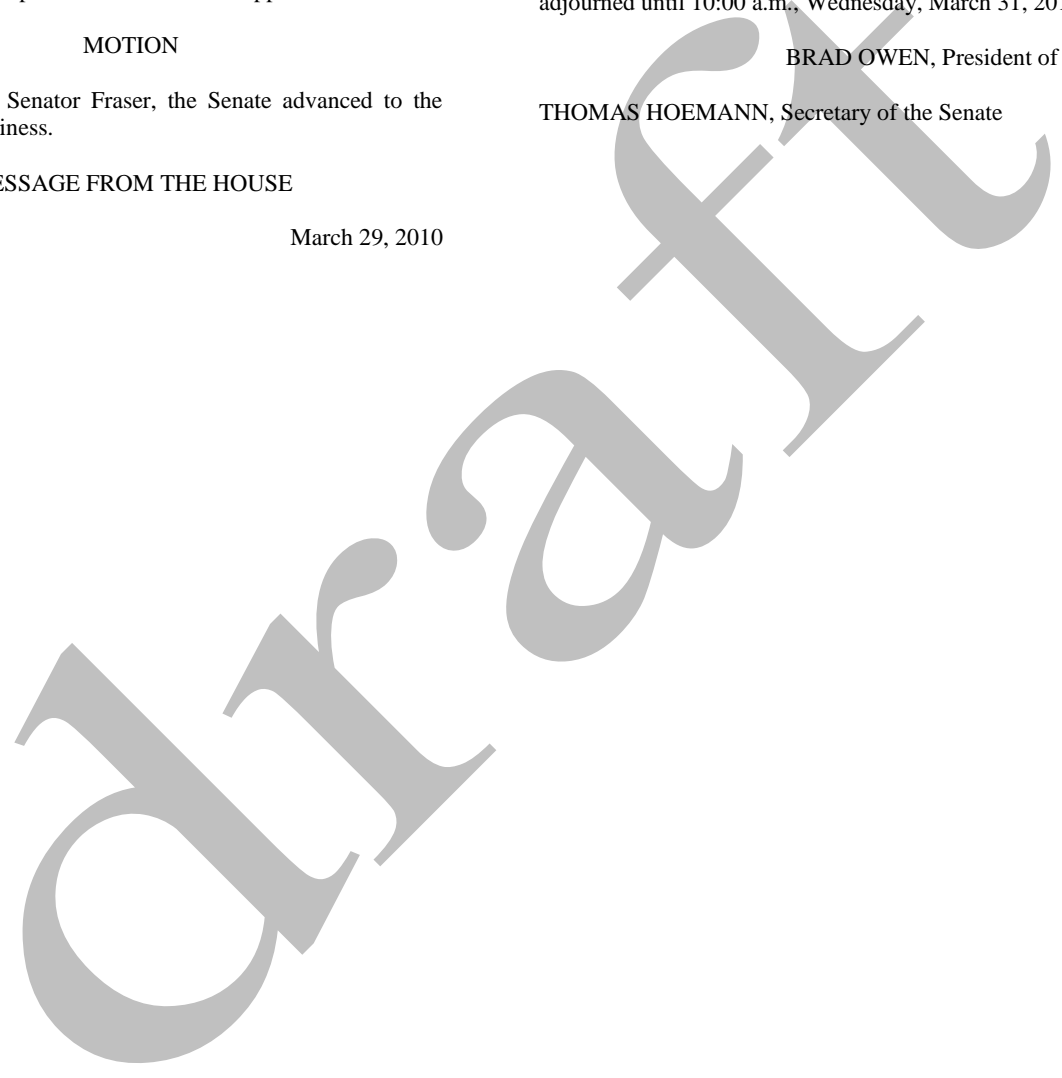 MOTION
Senator Fraser, the Senate advanced to the
iness.
ESSAGE FROM THE HOUSE
March 29, 2010
adjourned until 10:00 a.m., Wednesday, March 31, 201
BRAD OWEN, President of
THOMAS HOEMANN, Secretary of the Senate
draft